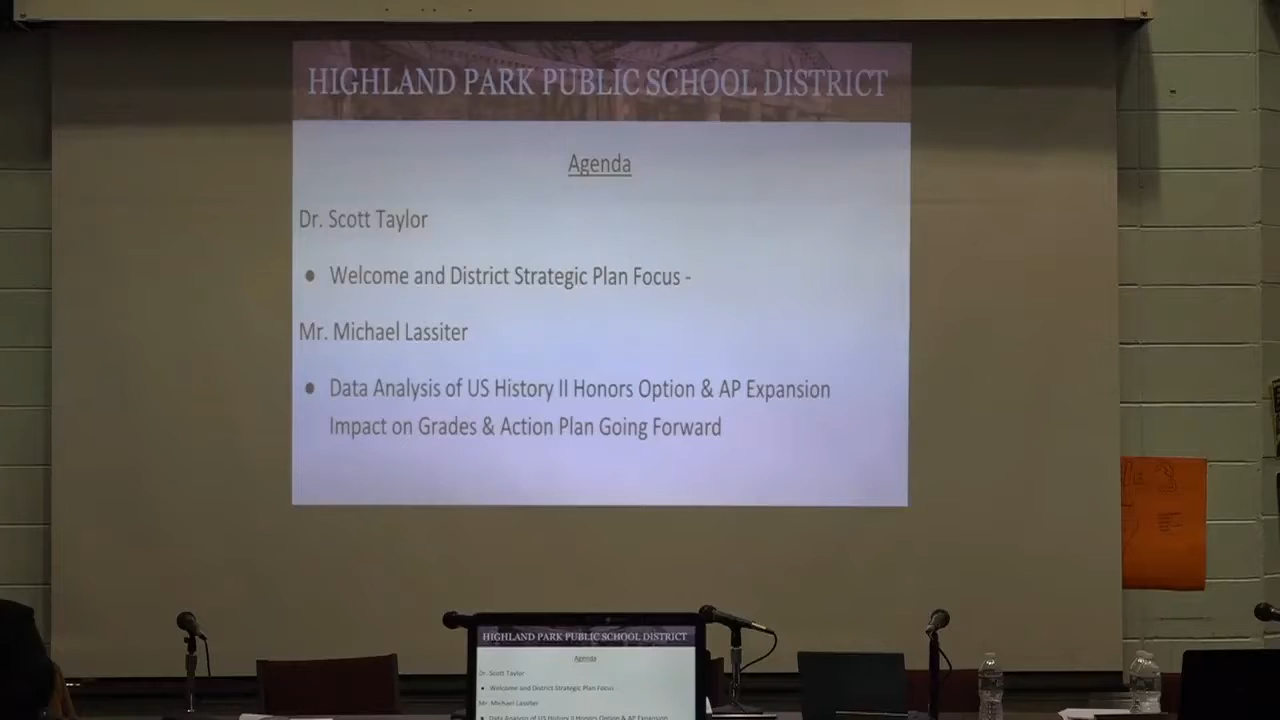 HIGHLAND PARK PUBLIC SCHOOL DISTRICT
Agenda
Dr. Scott Taylor
● Welcome and District Strategic Plan Focus -
Mr. Michael Lassiter
● Data Analysis of US History II Honors Option & AP Expansion
Impact on Grades & Action Plan Going Forward
HIGHLAND PARK PUBLIC SCHOOL DISTRICT
Agenda
Dr. Scott Taylor
● Welcome and District Strategic Plan Focus
Mr. Michael Lassiter
● Data Analysis of US History II Honors Option & AP Expansion